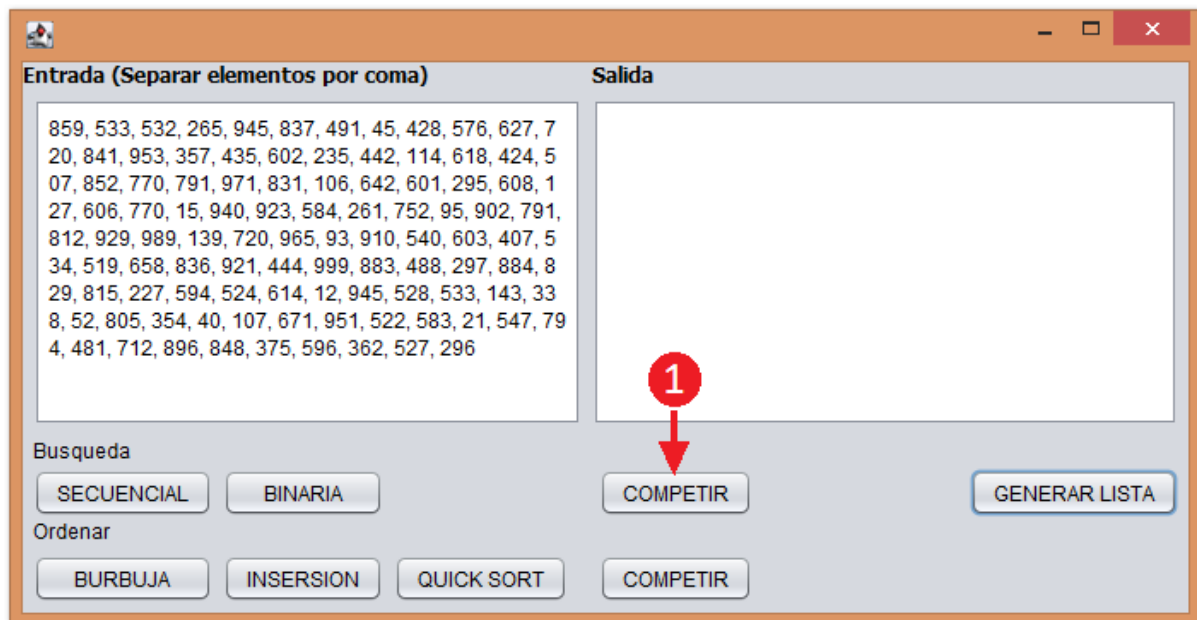 Entrada (Separar elementos por coma)
Salida
859, 533, 532, 265, 945, 837, 491, 45, 428, 576, 627, 7
20, 841, 953, 357, 435, 602, 235, 442, 114, 618, 424, 5
07, 852, 770, 791, 971, 831, 106, 642, 601, 295, 608, 1
27, 606, 770, 15, 940, 923, 584, 261, 752, 95, 902, 791,
812, 929, 989, 139, 720, 965, 93, 910, 540, 603, 407, 5
34, 519, 658, 836, 921, 444, 999, 883, 488, 297, 884, 8
29, 815, 227, 594, 524, 614, 12, 945, 528, 533, 143, 33
8, 52, 805, 354, 40, 107, 671, 951, 522, 583, 21, 547, 79
4, 481, 712, 896, 848, 375, 596, 362, 527, 296
1
Busqueda
SECUENCIAL
BINARIA
COMPETIR
GENERAR LISTA
Ordenar
BURBUJA
INSERSION
QUICK SORT
COMPETIR